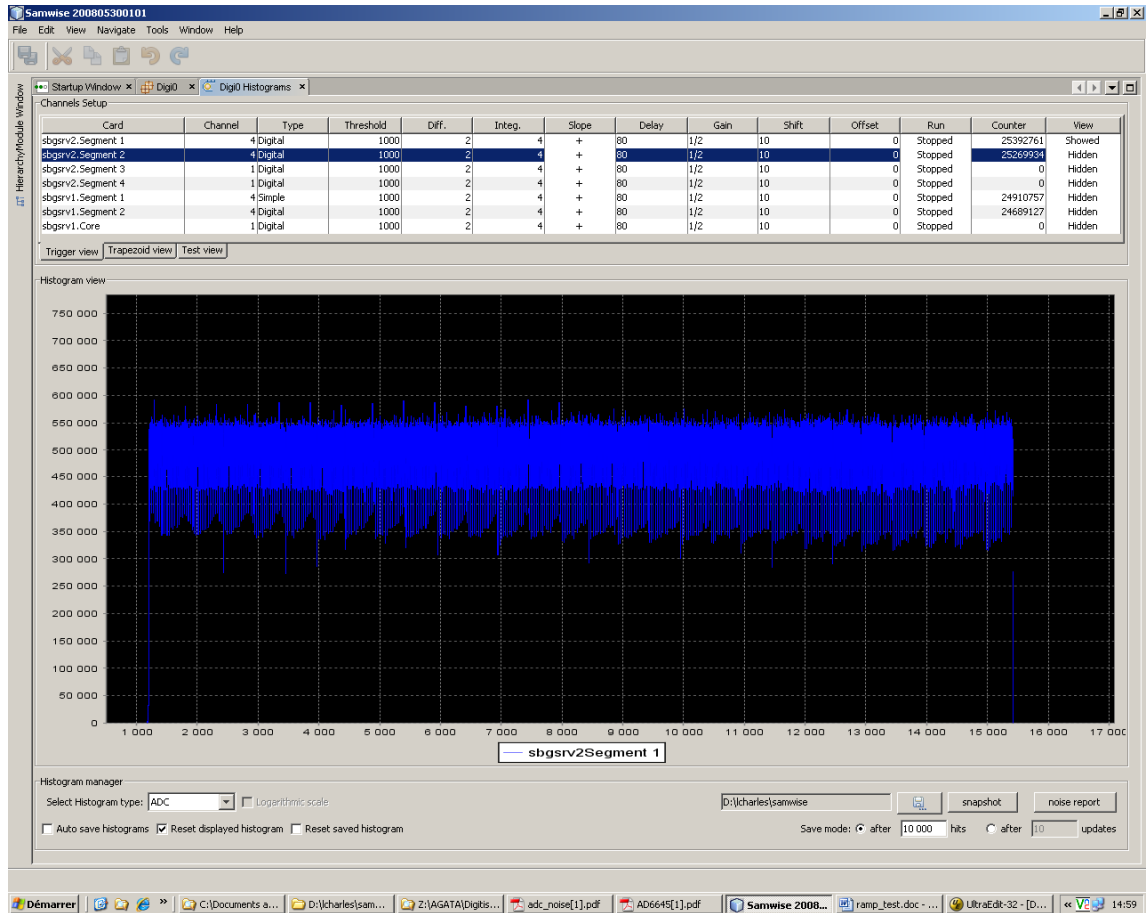 Samwise 200805300101
File Edit View Navigate Tools Window Help
Hierarchy/Module Window
Startup Window Digi0 Digi0 Histograms
Channels Setup
Card Channel Type Threshold Diff. Integ. Slope Delay Gain Shift Offset Run Counter View
sbgsrv2.Segment 1 4 Digital 1000 2 4 + 80 1/2 10 0 Stopped 25392761 Showed
sbgsrv2.Segment 2 4 Digital 1000 2 4 + 80 1/2 10 0 Stopped 25269934 Hidden
sbgsrv2.Segment 3 1 Digital 1000 2 4 + 80 1/2 10 0 Stopped 0 Hidden
sbgsrv2.Segment 4 1 Digital 1000 2 4 + 80 1/2 10 0 Stopped 0 Hidden
sbgsrv1.Segment 1 4 Simple 1000 2 4 + 80 1/2 10 0 Stopped 24910757 Hidden
sbgsrv1.Segment 2 4 Digital 1000 2 4 + 80 1/2 10 0 Stopped 24689127 Hidden
sbgsrv1.Core 1 Digital 1000 2 4 + 80 1/2 10 0 Stopped 0 Hidden
Trigger view Trapezoid view Test view
Histogram view
750 000
700 000
650 000
600 000
550 000
500 000
450 000
400 000
350 000
300 000
250 000
200 000
150 000
100 000
50 000
0
1 000 2 000 3 000 4 000 5 000 6 000 7 000 8 000 9 000 10 000 11 000 12 000 13 000 14 000 15 000 16 000 17 000
sbgsrv2Segment 1
Histogram manager
Select Histogram type: ADC Logarithmic scale D:\lcharles\samwise snapshot noise report
Auto save histograms Reset displayed histogram Reset saved histogram Save mode: after 10 000 hits after 10 updates
Démarrer » C:\Documents a... D:\lcharles\sam... Z:\AGATA\Digitis... adc_noise[1].pdf AD6645[1].pdf Samwise 2008... ramp_test.doc - ... UltraEdit-32 - [D... « 14:59